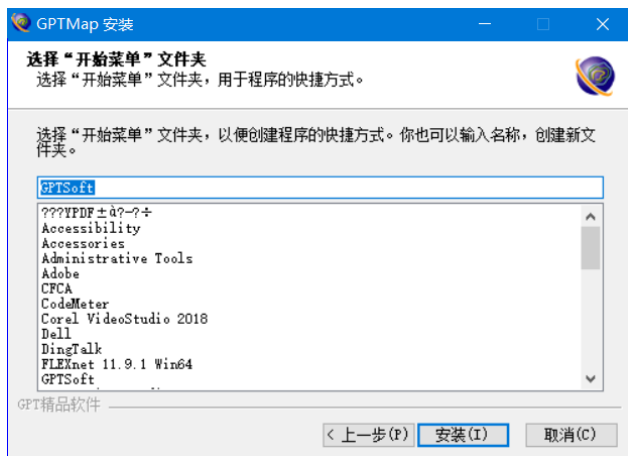 GPTMap 安装
选择“开始菜单”文件夹
选择“开始菜单”文件夹，用于程序的快捷方式。
选择“开始菜单”文件夹，以便创建程序的快捷方式。你也可以输入名称，创建新文
件夹。
GPTSoft
???YPDF±à?-?÷
Accessibility
Accessories
Administrative Tools
Adobe
CFCA
CodeMeter
Corel VideoStudio 2018
Dell
DingTalk
FLEXnet 11.9.1 Win64
GPTSoft
GPT精品软件
< 上一步(P) 安装(I) 取消(C)